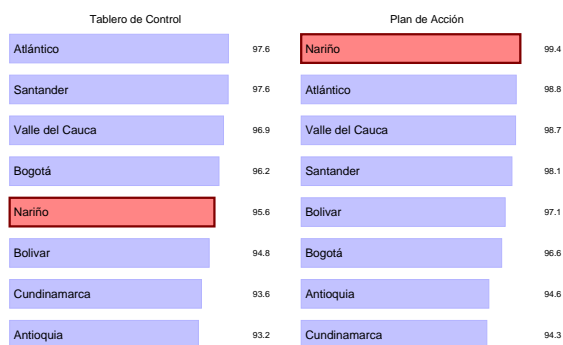 Tablero de Control
Atlántico 97.6
Santander 97.6
Valle del Cauca 96.9
Bogotá 96.2
Nariño 95.6
Bolivar 94.8
Cundinamarca 93.6
Antioquia 93.2
Plan de Acción
Nariño 99.4
Atlántico 98.8
Valle del Cauca 98.7
Santander 98.1
Bolivar 97.1
Bogotá 96.6
Antioquia 94.6
Cundinamarca 94.3